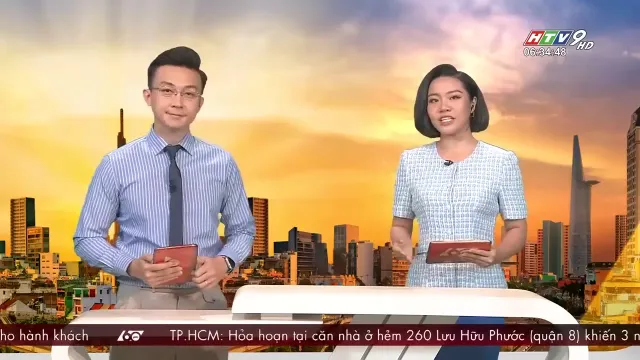 HTV9 HD
06:34:48
ho hành khách 60 TP.HCM: Hỏa hoạn tại căn nhà ở hẻm 260 Lưu Hữu Phước (quận 8) khiến 3 n